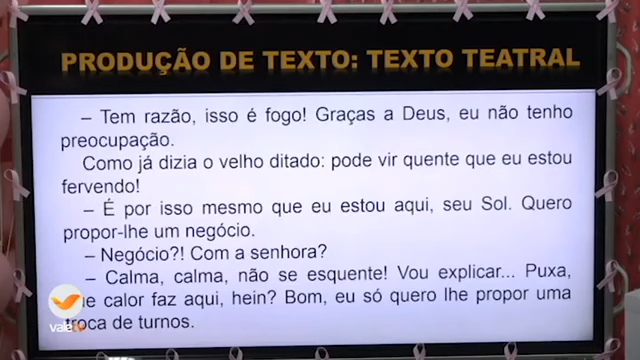 PRODUÇÃO DE TEXTO: TEXTO TEATRAL
– Tem razão, isso é fogo! Graças a Deus, eu não tenho
preocupação.
Como já dizia o velho ditado: pode vir quente que eu estou
fervendo!
– É por isso mesmo que eu estou aqui, seu Sol. Quero
propor-lhe um negócio.
– Negócio?! Com a senhora?
– Calma, calma, não se esquente! Vou explicar... Puxa,
calor faz aqui, hein? Bom, eu só quero lhe propor uma
troca de turnos.
vale tv